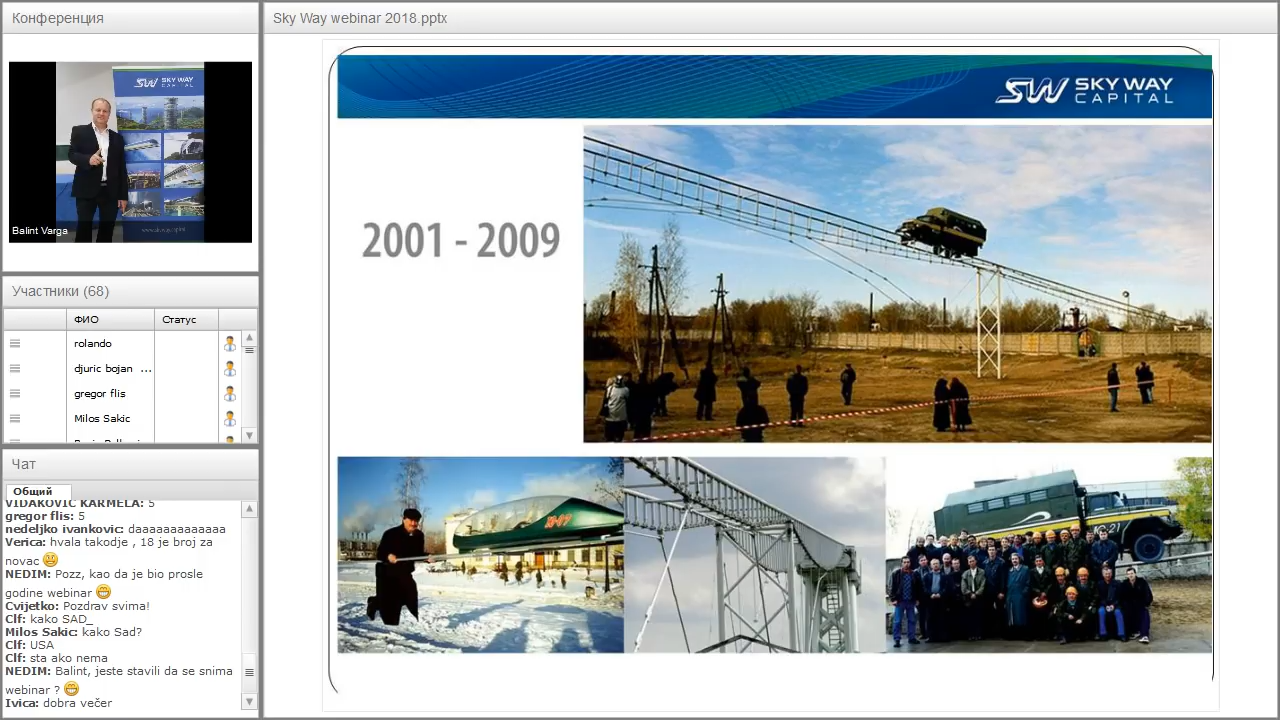 Конференция
SW SKY WAY
CAPITAL
www.skyway.capital
Balint Varga
Участники (68)
ФИО Статус
rolando
djuric bojan ...
gregor flis
Milos Sakic
Чат
Общий
VIDAKOVIC KARMELA: 5
gregor flis: 5
nedeljko ivankovic: daaaaaaaaaaaa
Verica: hvala takodje , 18 je broj za
novac
NEDIM: Pozz, kao da je bio prosle
godine webinar
Cvijetko: Pozdrav svima!
Clf: kako SAD_
Milos Sakic: kako Sad?
Clf: USA
Clf: sta ako nema
NEDIM: Balint, jeste stavili da se snima
webinar ?
Ivica: dobra večer
Sky Way webinar 2018.pptx
SW SKY WAY
CAPITAL
2001 - 2009